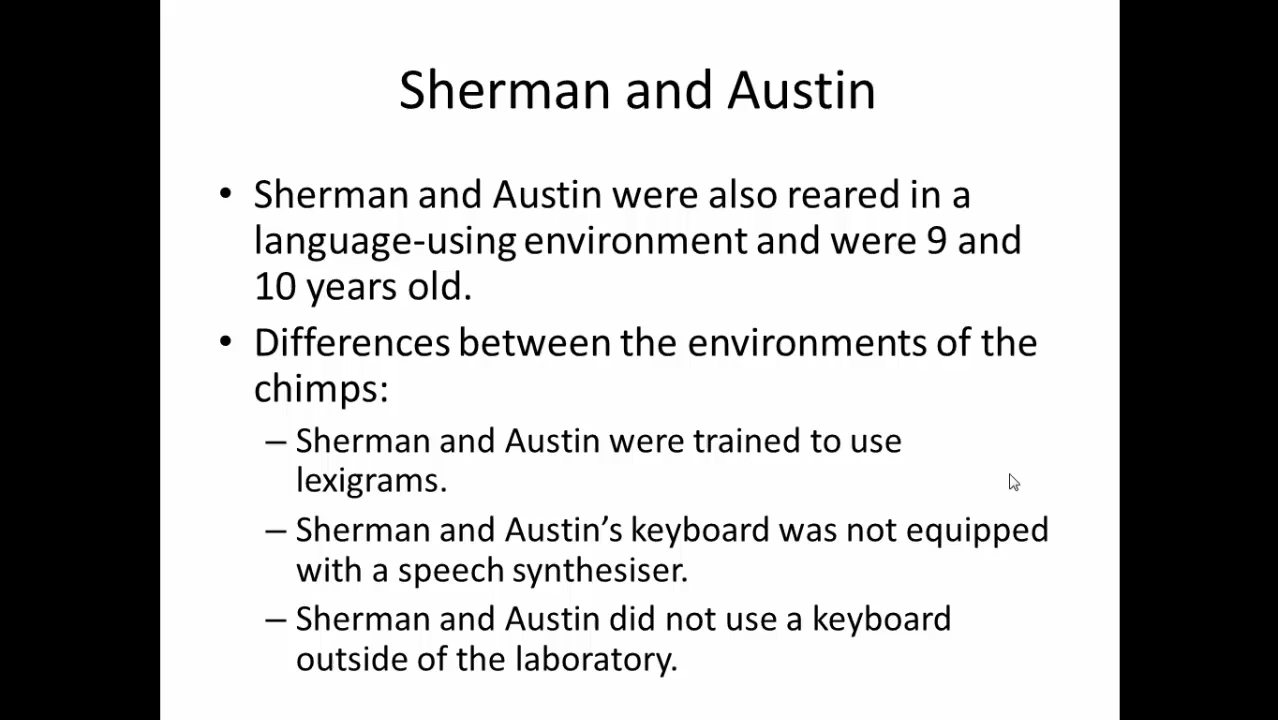 Sherman and Austin
• Sherman and Austin were also reared in a
language-using environment and were 9 and
10 years old.
• Differences between the environments of the
chimps:
– Sherman and Austin were trained to use
lexigrams.
– Sherman and Austin’s keyboard was not equipped
with a speech synthesiser.
– Sherman and Austin did not use a keyboard
outside of the laboratory.